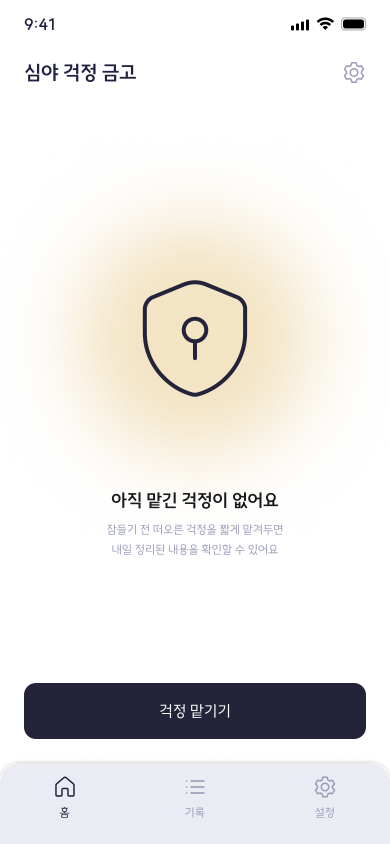 9:41
심야 걱정 금고
아직 맡긴 걱정이 없어요
잠들기 전 떠오른 걱정을 짧게 맡겨두면
내일 정리된 내용을 확인할 수 있어요
걱정 맡기기
홈
기록
설정